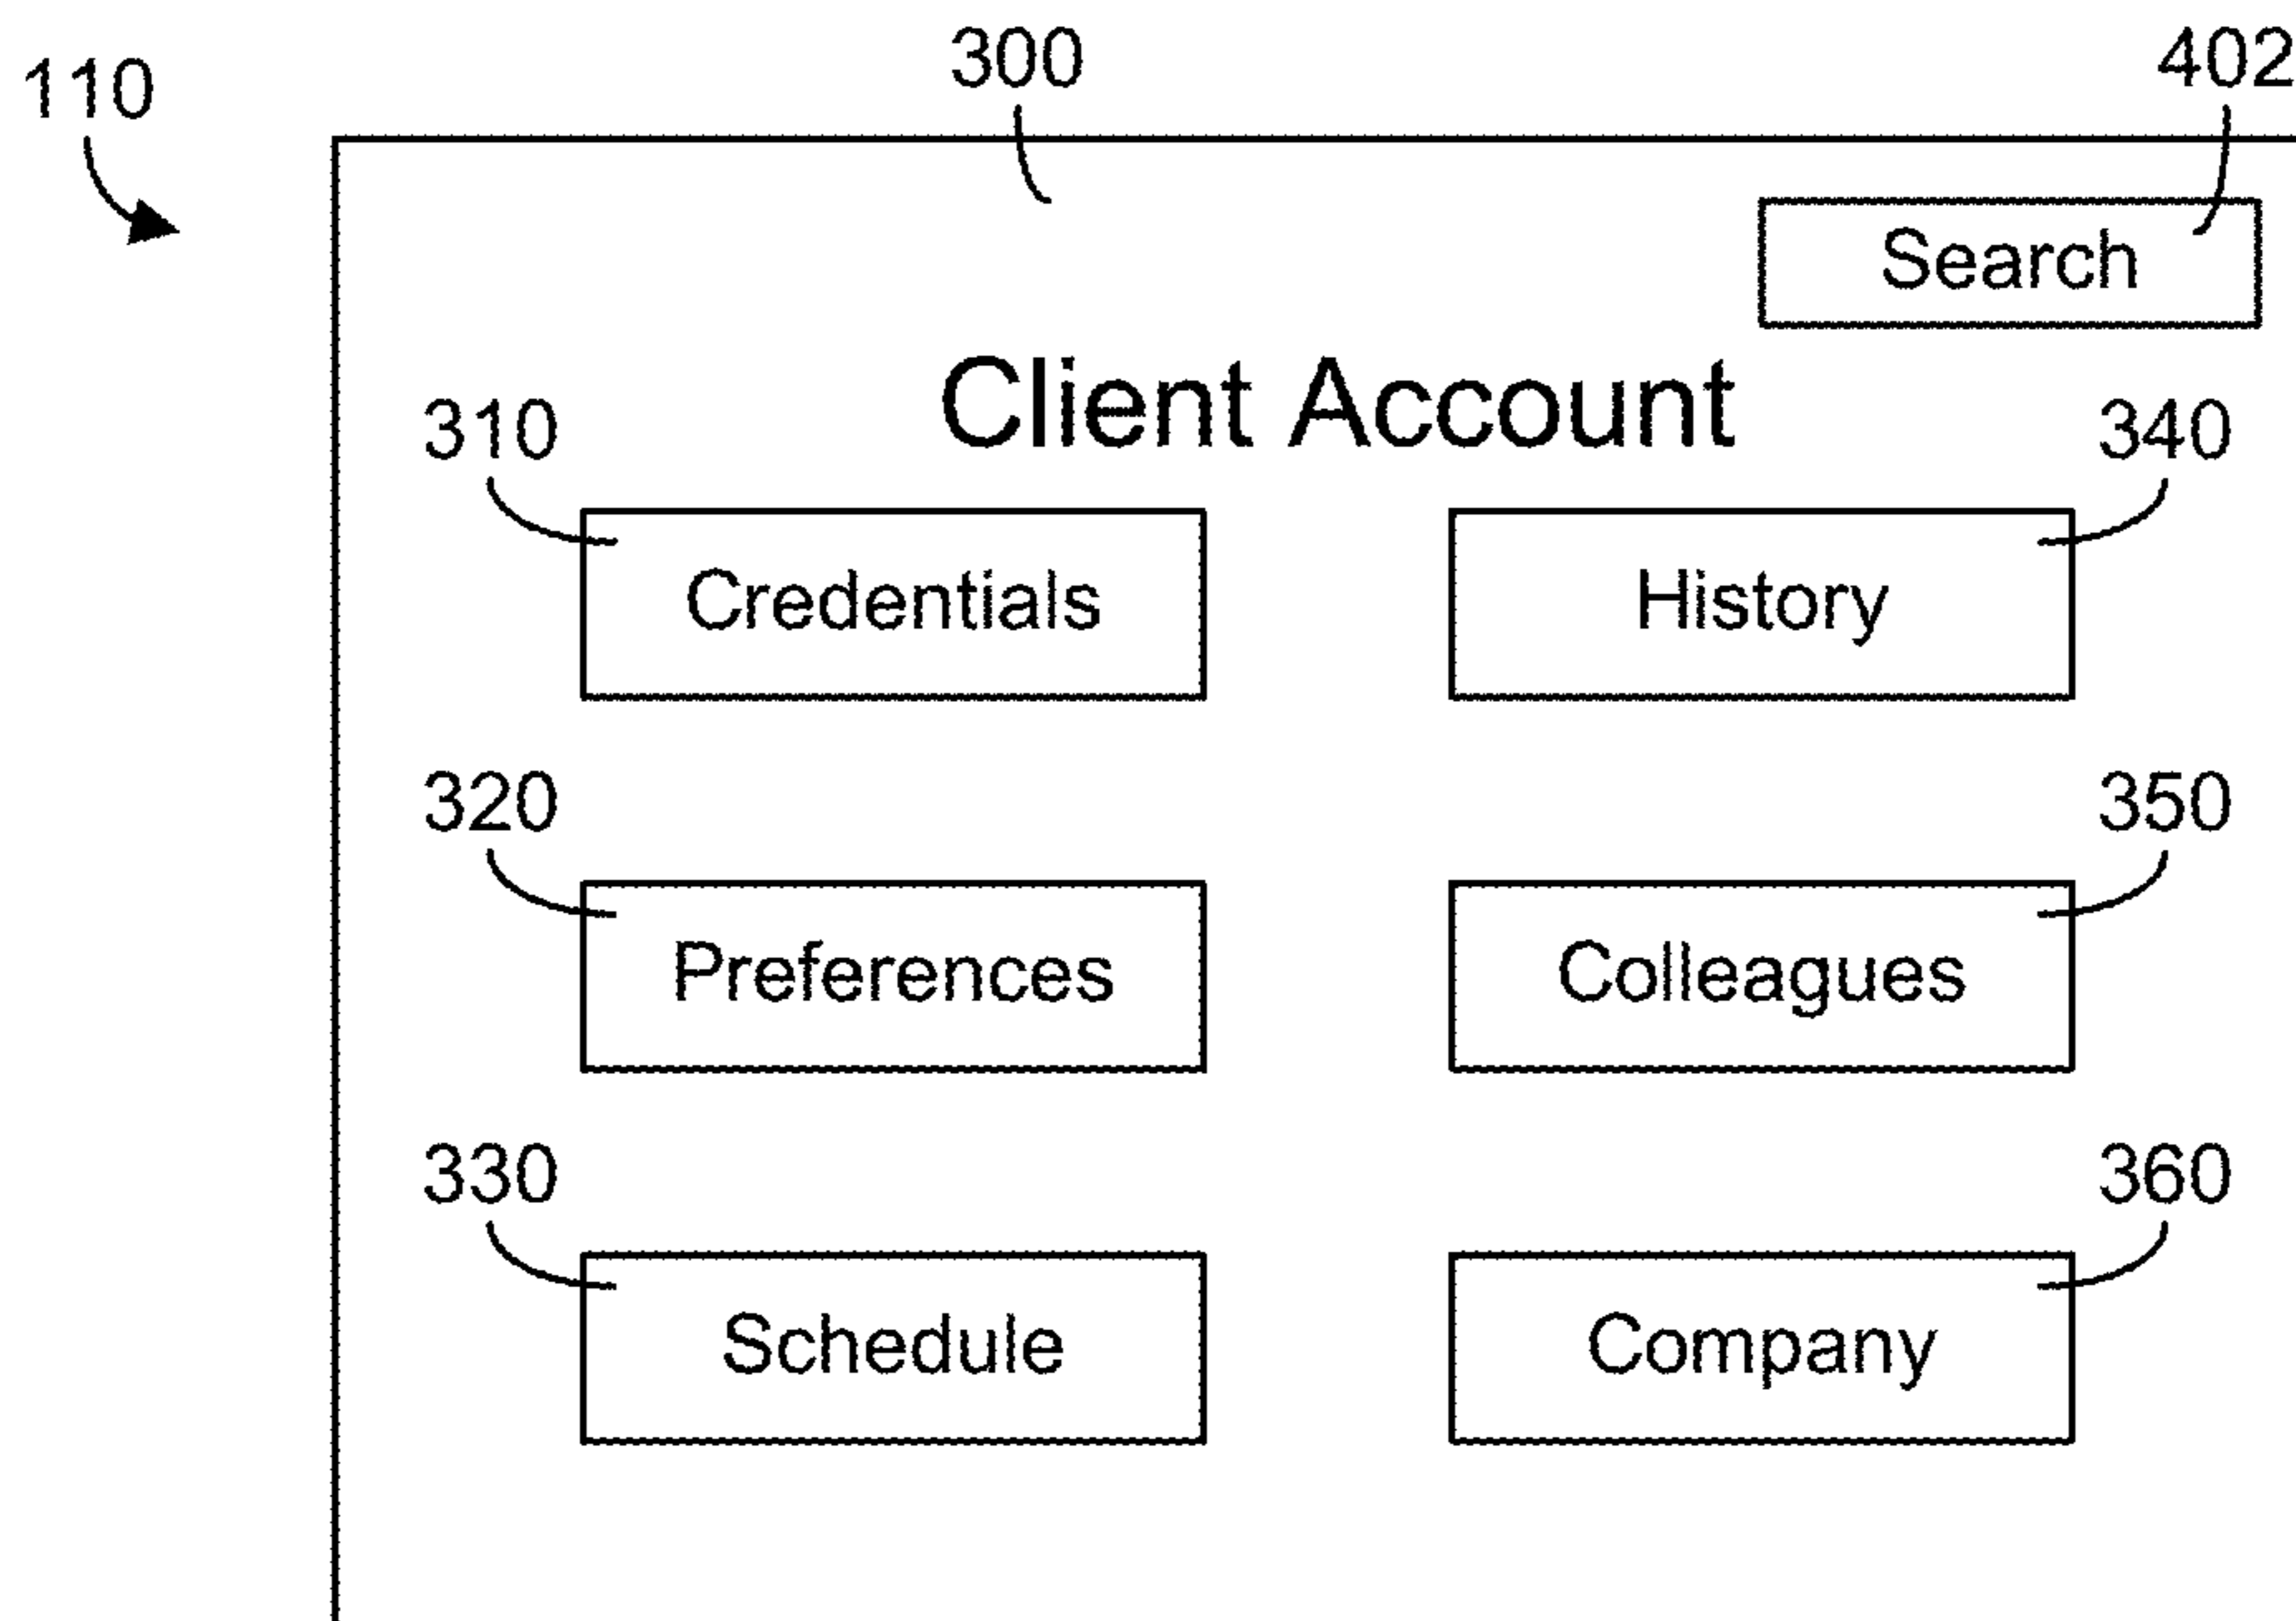 110 300 402
Search
Client Account
310 340
Credentials History
320 350
Preferences Colleagues
330 360
Schedule Company